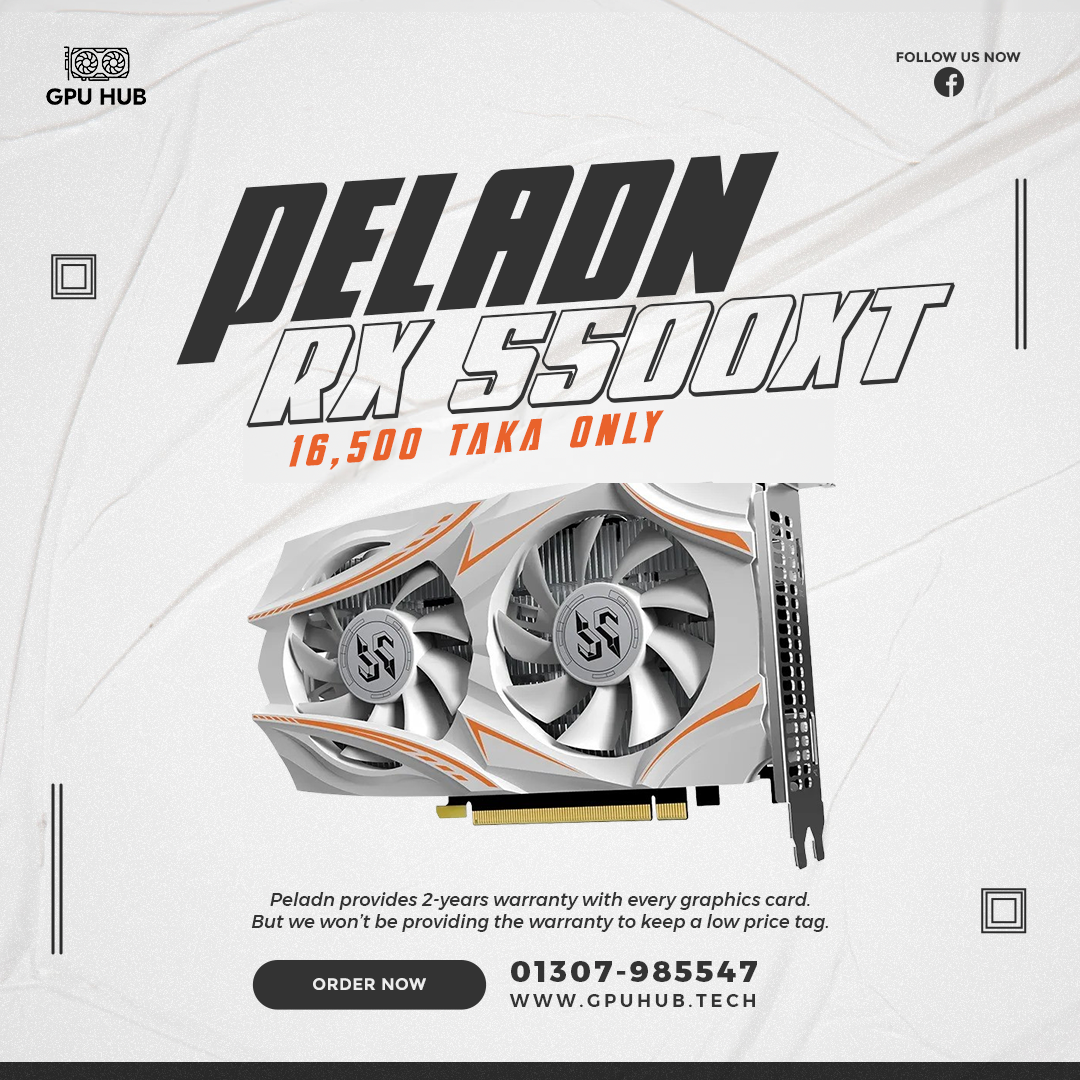 GPU HUB
FOLLOW US NOW
PELADN
RX 5500XT
16,500 TAKA ONLY
Peladn provides 2-years warranty with every graphics card.
But we won't be providing the warranty to keep a low price tag.
ORDER NOW
01307-985547
WWW.GPUHUB.TECH